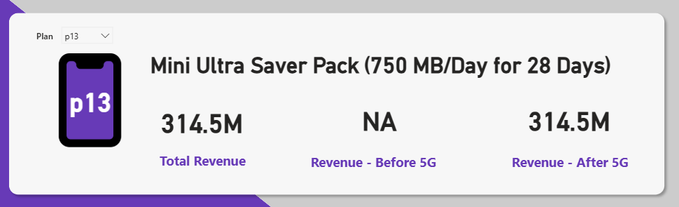 Plan p13
p13
Mini Ultra Saver Pack (750 MB/Day for 28 Days)
314.5M NA 314.5M
Total Revenue Revenue - Before 5G Revenue - After 5G